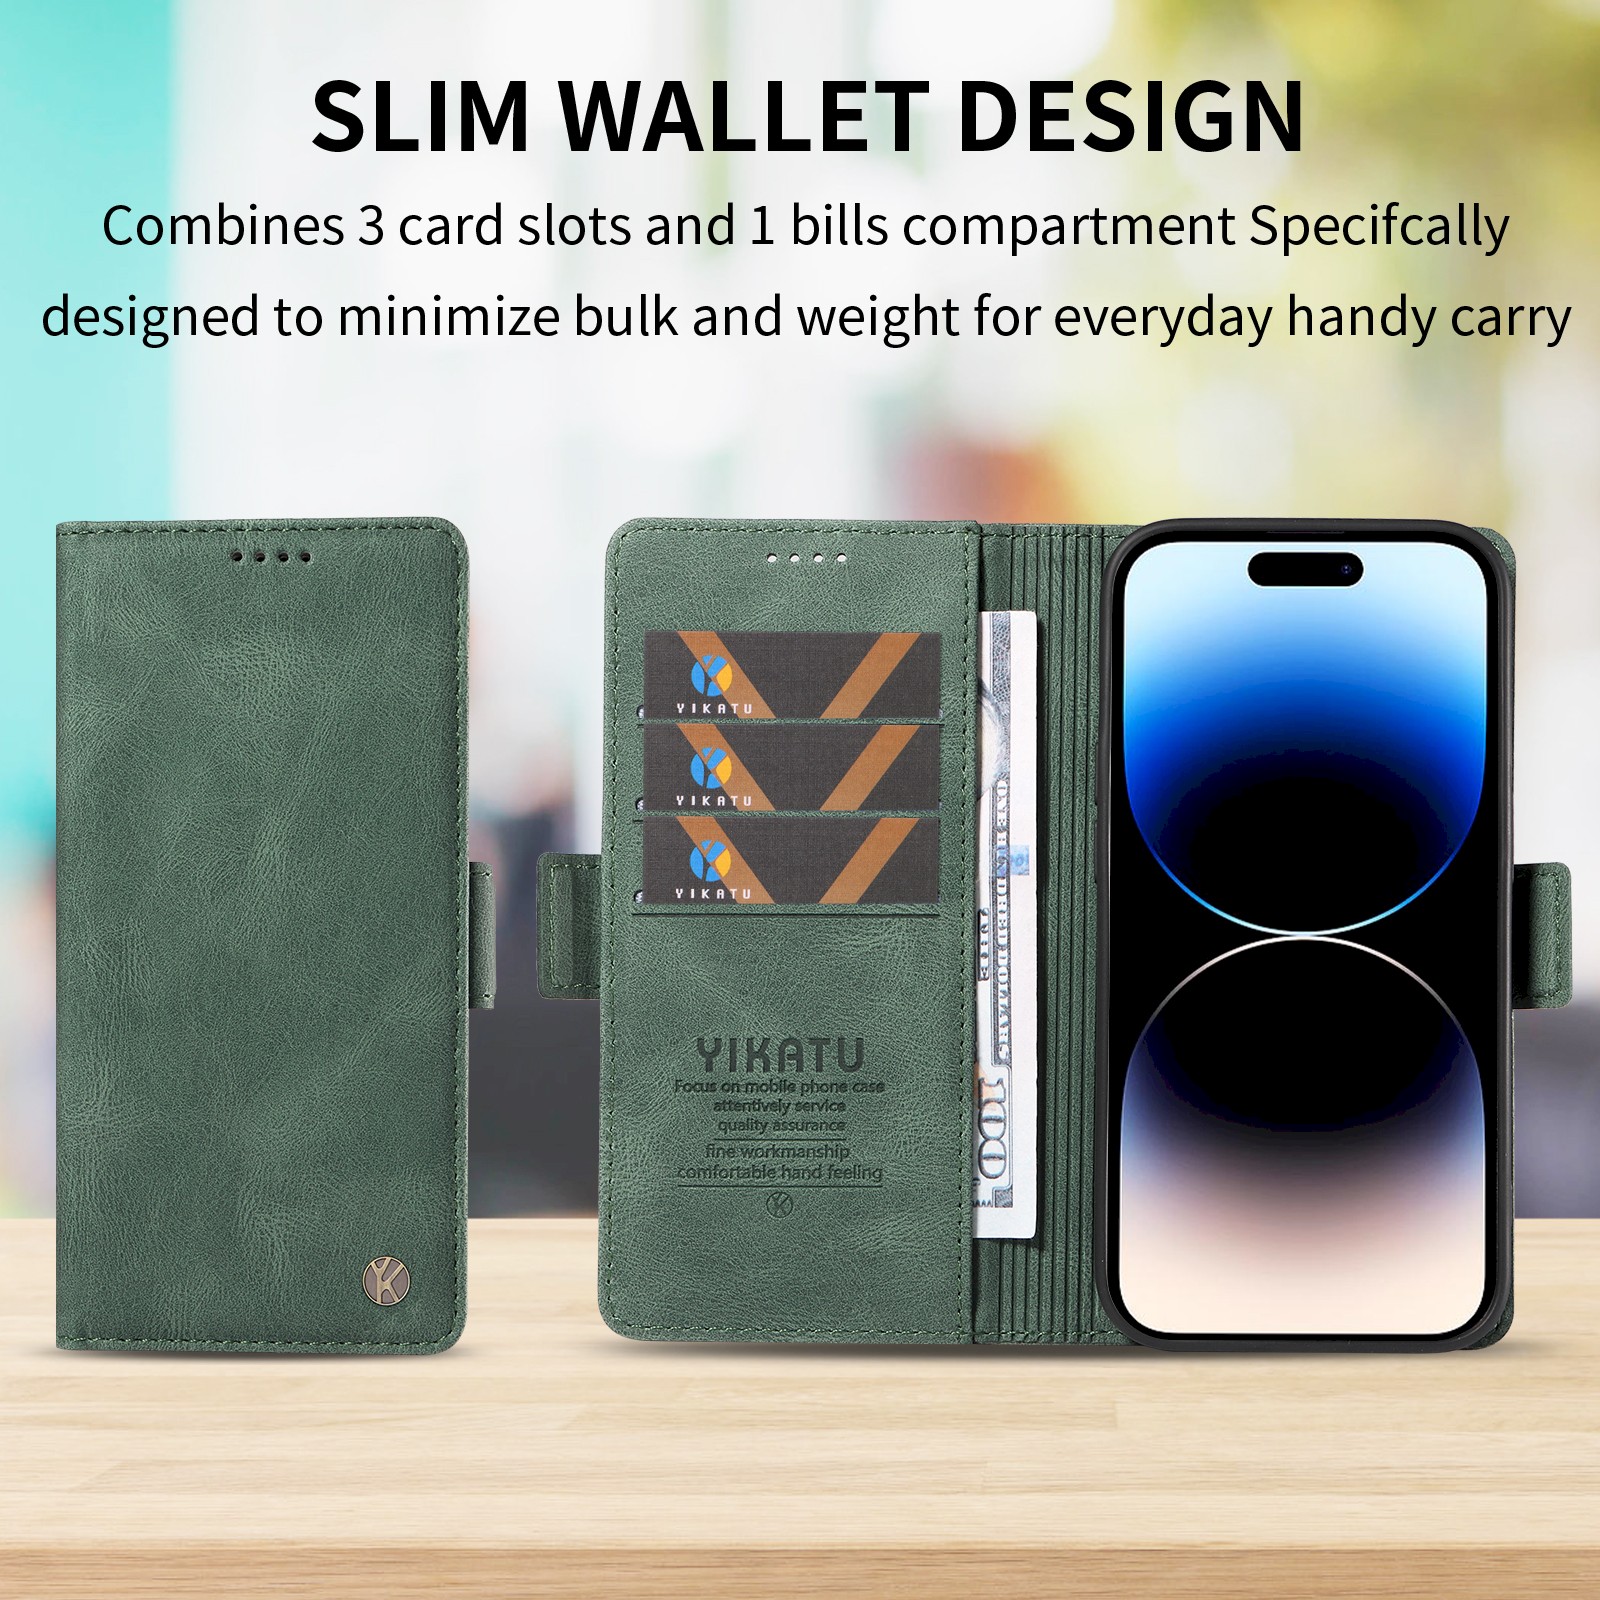 SLIM WALLET DESIGN
Combines 3 card slots and 1 bills compartment Specifcally
designed to minimize bulk and weight for everyday handy carry
YIKATU
YIKATU
YIKATU
YIKATU
Focus on mobile phone case
attentively service
quality assurance
fine workmanship
comfortable hand feeling
100